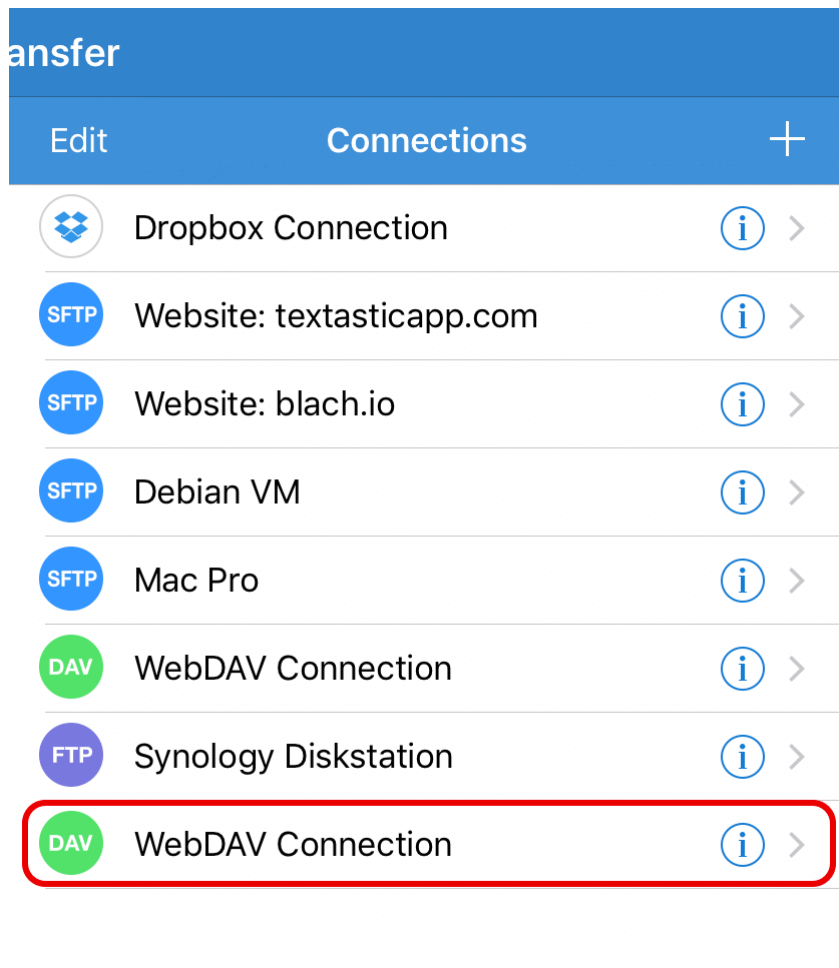 ansfer
Edit Connections +
Dropbox Connection i
SFTP Website: textasticapp.com i
SFTP Website: blach.io i
SFTP Debian VM i
SFTP Mac Pro i
DAV WebDAV Connection i
FTP Synology Diskstation i
DAV WebDAV Connection i